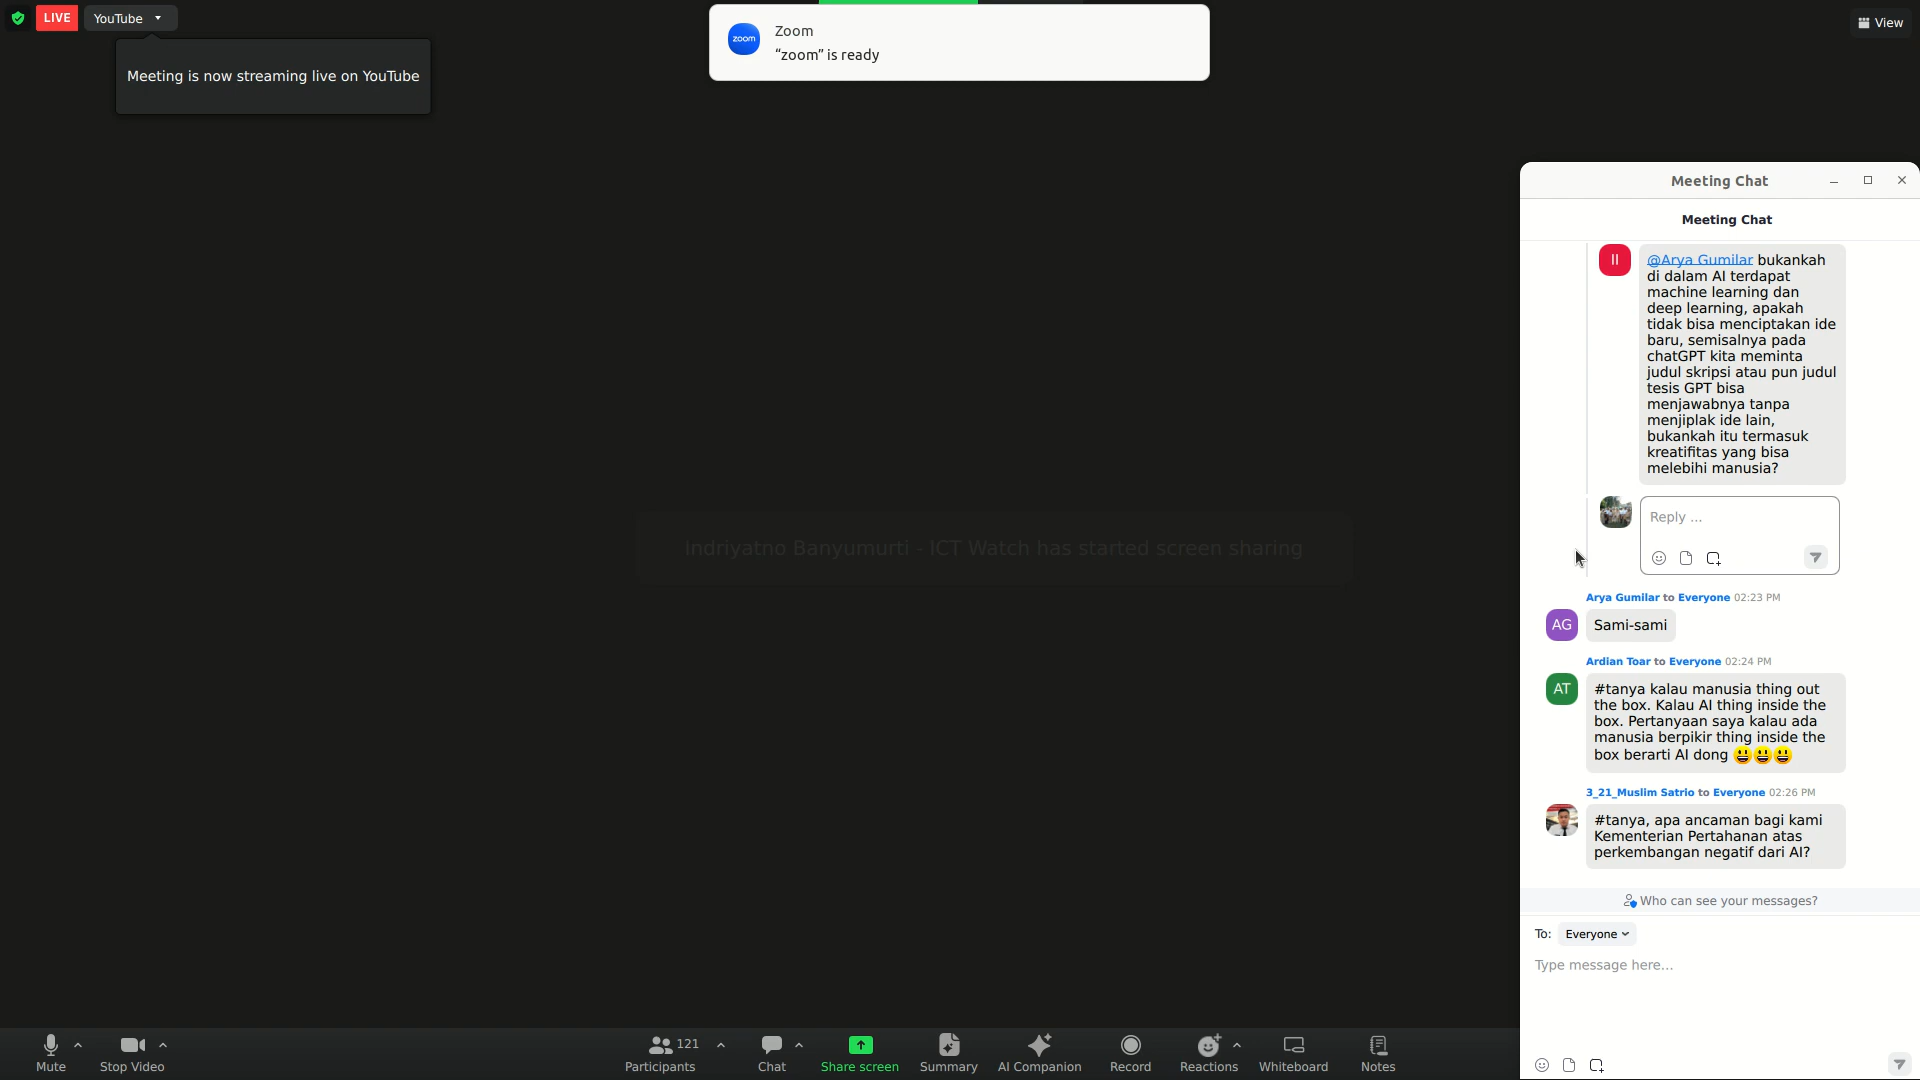 LIVE
YouTube
Meeting is now streaming live on YouTube
zoom
Zoom
“zoom” is ready
View
Indriyatno Banyumurti - ICT Watch has started screen sharing
Meeting Chat
Meeting Chat
II
@Arya Gumilar bukankah
di dalam AI terdapat
machine learning dan
deep learning, apakah
tidak bisa menciptakan ide
baru, semisalnya pada
chatGPT kita meminta
judul skripsi atau pun judul
tesis GPT bisa
menjawabnya tanpa
menjiplak ide lain,
bukankah itu termasuk
kreatifitas yang bisa
melebihi manusia?
Reply ...
Arya Gumilar to Everyone 02:23 PM
AG
Sami-sami
Ardian Toar to Everyone 02:24 PM
AT
#tanya kalau manusia thing out
the box. Kalau AI thing inside the
box. Pertanyaan saya kalau ada
manusia berpikir thing inside the
box berarti AI dong 😃😃😃
3_21_Muslim Satrio to Everyone 02:26 PM
#tanya, apa ancaman bagi kami
Kementerian Pertahanan atas
perkembangan negatif dari AI?
Who can see your messages?
To: Everyone
Type message here...
Mute
Stop Video
121
Participants
Chat
Share screen
Summary
AI Companion
Record
Reactions
Whiteboard
Notes